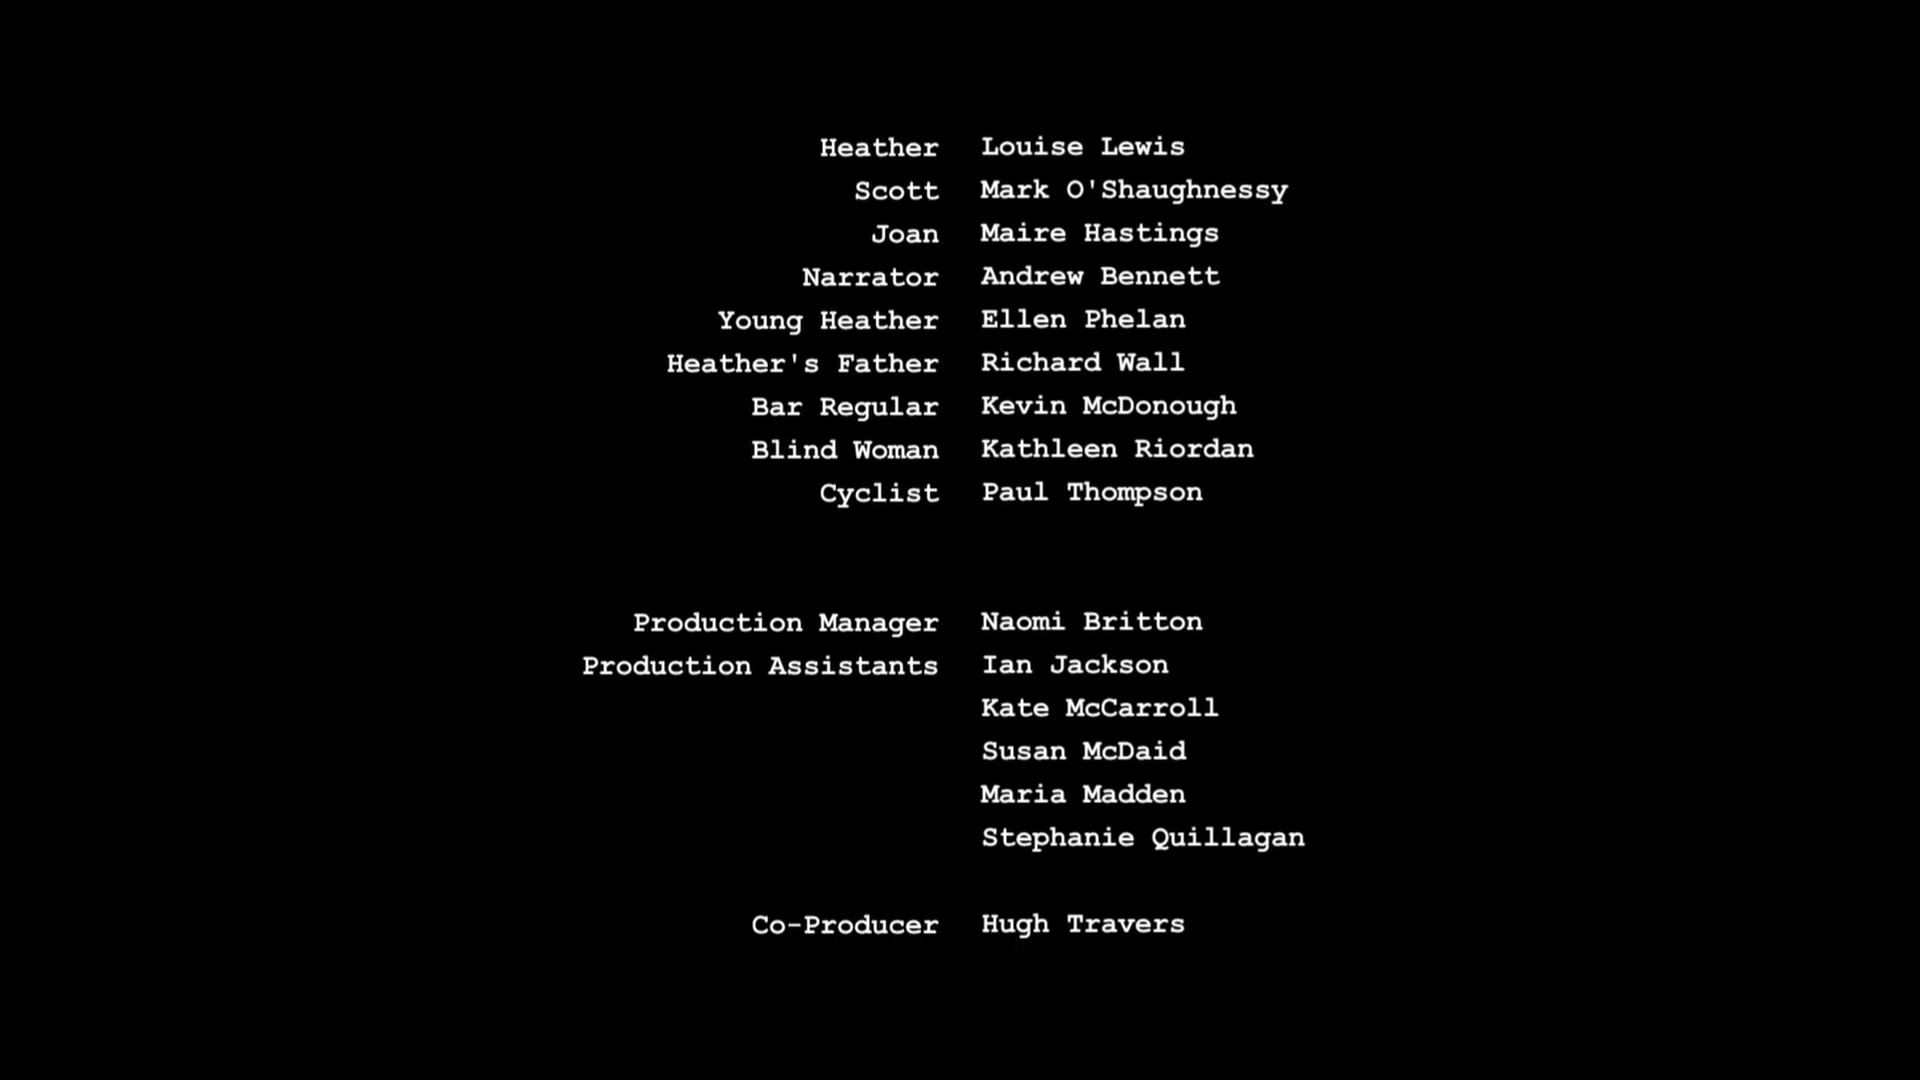 Heather Louise Lewis
Scott Mark O'Shaughnessy
Joan Maire Hastings
Narrator Andrew Bennett
Young Heather Ellen Phelan
Heather's Father Richard Wall
Bar Regular Kevin McDonough
Blind Woman Kathleen Riordan
Cyclist Paul Thompson
Production Manager Naomi Britton
Production Assistants Ian Jackson
Kate McCarroll
Susan McDaid
Maria Madden
Stephanie Quillagan
Co-Producer Hugh Travers